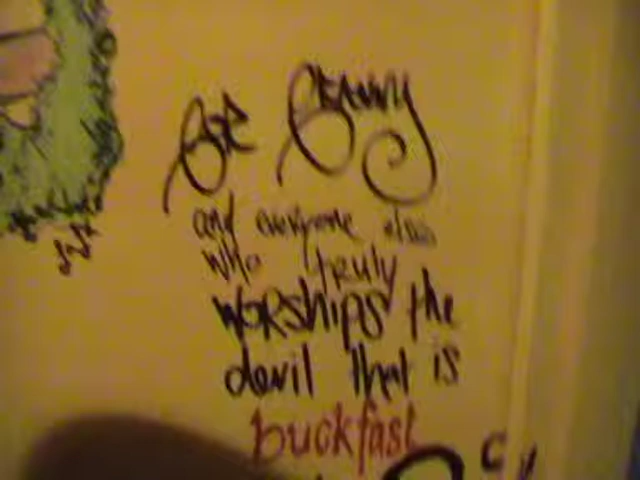 and everyone else
who truly
worships the
devil that is
buckfast